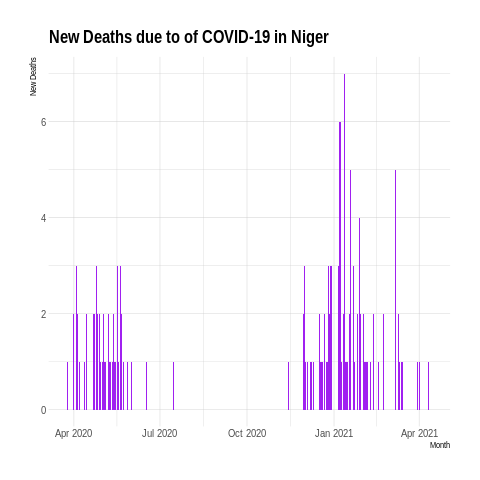 New Deaths due to of COVID-19 in Niger
New Deaths
6
4
2
0
Apr 2020 Jul 2020 Oct 2020 Jan 2021 Apr 2021
Month